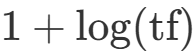 1 + log(tf)